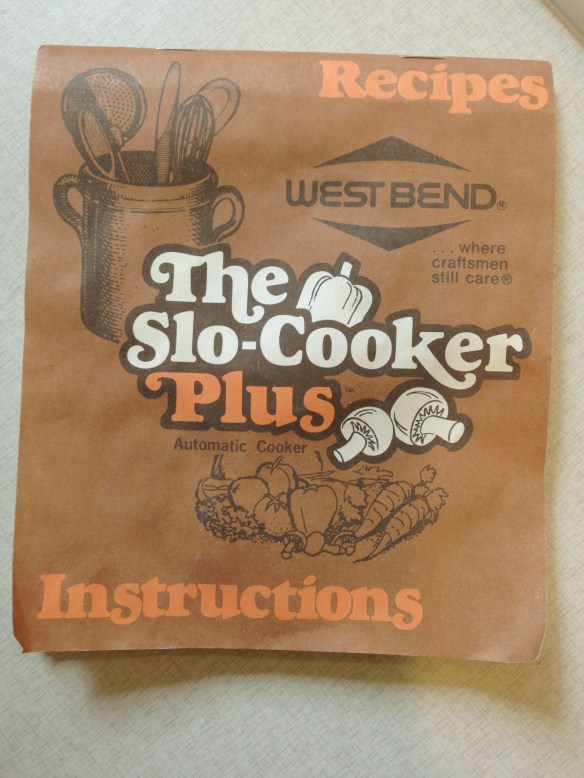 Recipes
WEST BEND®
. . . where
craftsmen
still care®
The
Slo-Cooker
Plus™
Automatic Cooker
Instructions